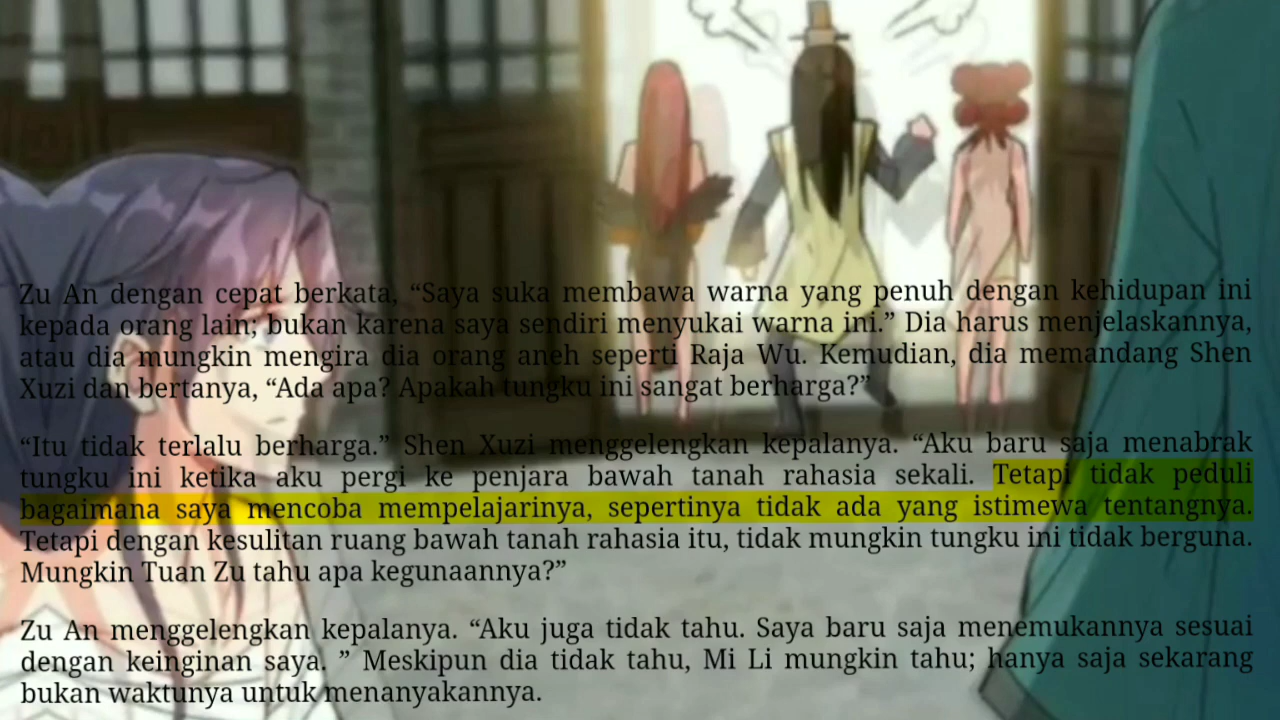 Zu An dengan cepat berkata, “Saya suka membawa warna yang penuh dengan kehidupan ini
kepada orang lain; bukan karena saya sendiri menyukai warna ini.” Dia harus menjelaskannya,
atau dia mungkin mengira dia orang aneh seperti Raja Wu. Kemudian, dia memandang Shen
Xuzi dan bertanya, “Ada apa? Apakah tungku ini sangat berharga?”
“Itu tidak terlalu berharga.” Shen Xuzi menggelengkan kepalanya. “Aku baru saja menabrak
tungku ini ketika aku pergi ke penjara bawah tanah rahasia sekali. Tetapi tidak peduli
bagaimana saya mencoba mempelajarinya, sepertinya tidak ada yang istimewa tentangnya.
Tetapi dengan kesulitan ruang bawah tanah rahasia itu, tidak mungkin tungku ini tidak berguna.
Mungkin Tuan Zu tahu apa kegunaannya?”
Zu An menggelengkan kepalanya. “Aku juga tidak tahu. Saya baru saja menemukannya sesuai
dengan keinginan saya. ” Meskipun dia tidak tahu, Mi Li mungkin tahu; hanya saja sekarang
bukan waktunya untuk menanyakannya.